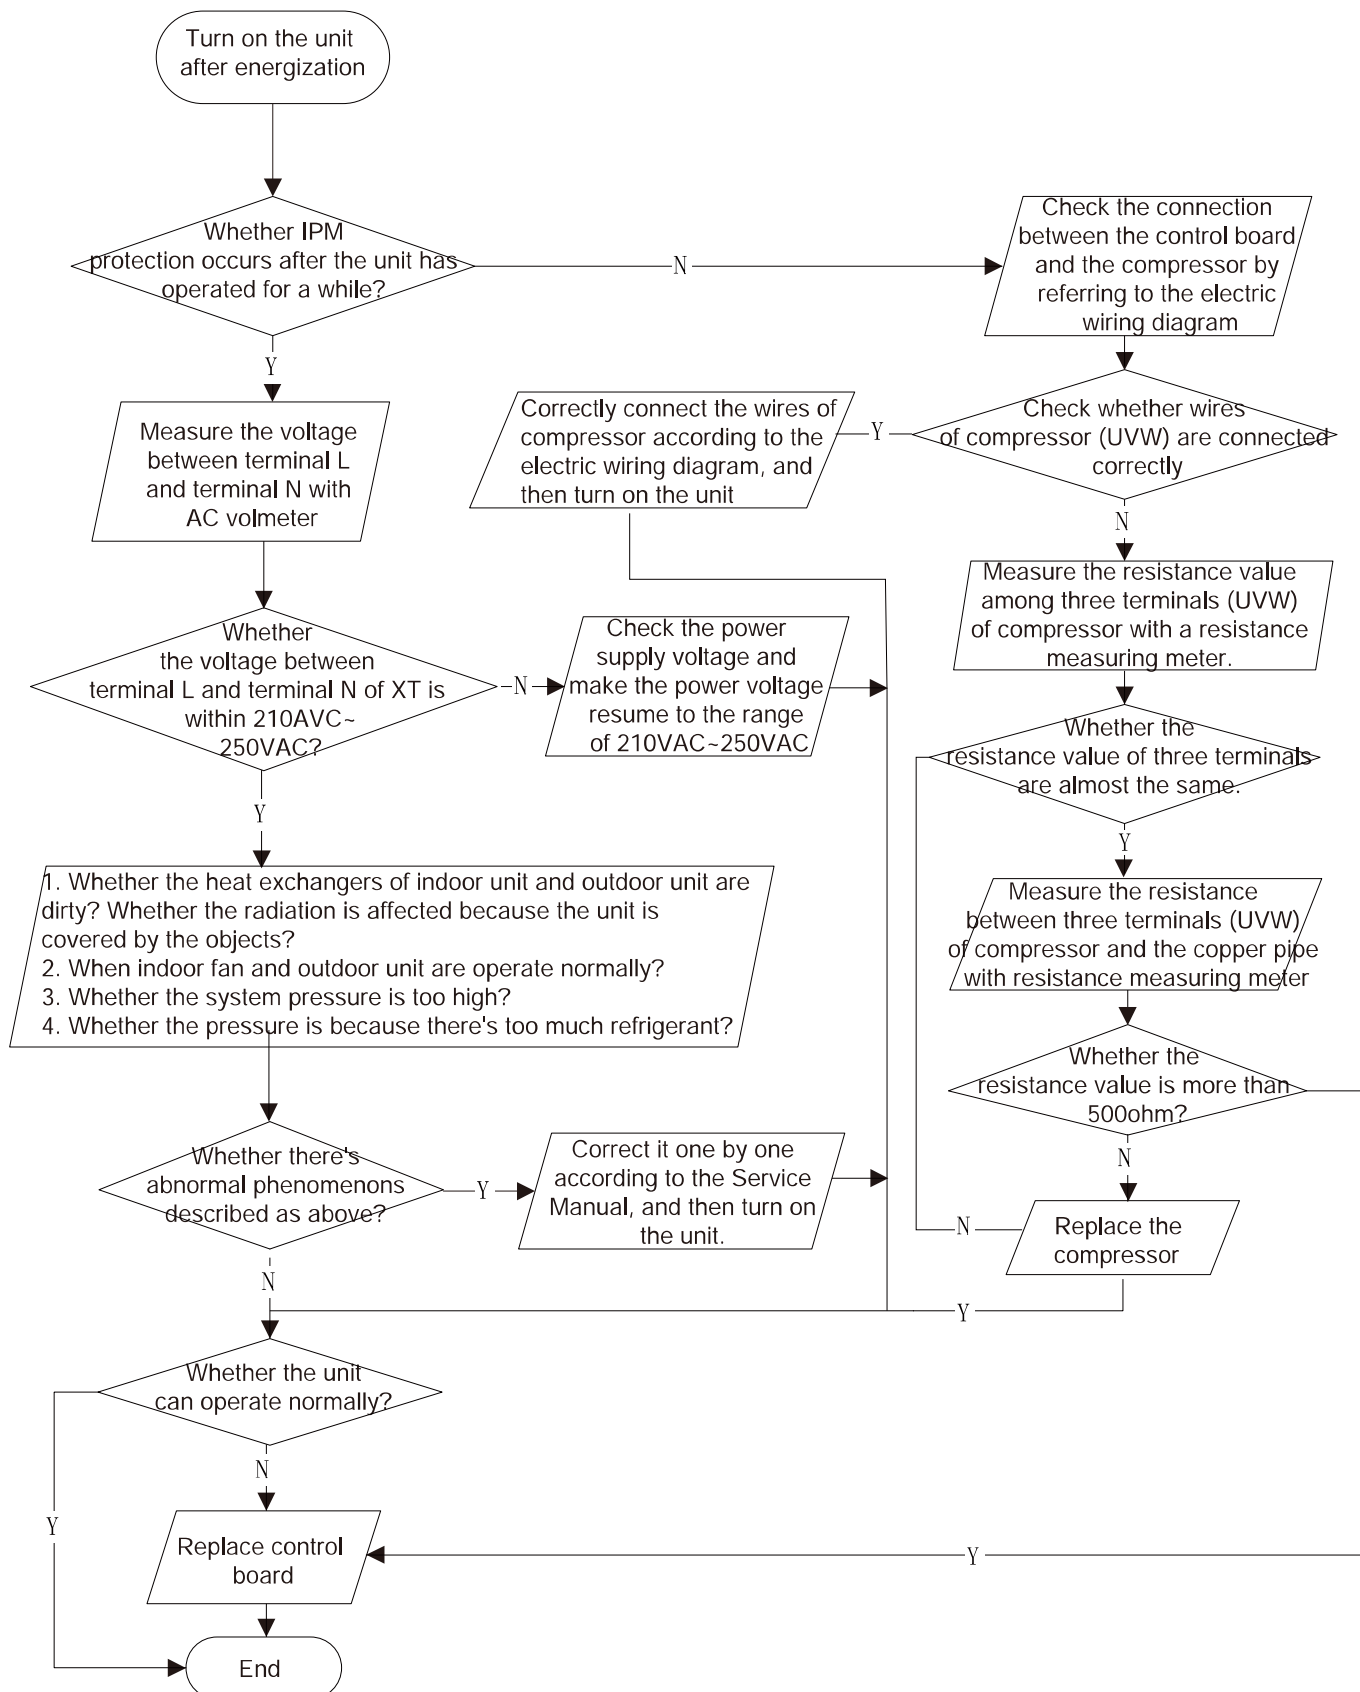 Turn on the unit
after energization
Whether IPM
protection occurs after the unit has
operated for a while?
N
Check the connection
between the control board
and the compressor by
referring to the electric
wiring diagram
Y
Measure the voltage
between terminal L
and terminal N with
AC volmeter
Correctly connect the wires of
compressor according to the
electric wiring diagram, and
then turn on the unit
Y
Check whether wires
of compressor (UVW) are connected
correctly
N
Measure the resistance value
among three terminals (UVW)
of compressor with a resistance
measuring meter.
Whether
the voltage between
terminal L and terminal N of XT is
within 210AVC~
250VAC?
N
Check the power
supply voltage and
make the power voltage
resume to the range
of 210VAC~250VAC
Whether the
resistance value of three terminals
are almost the same.
Y
Y
1. Whether the heat exchangers of indoor unit and outdoor unit are
dirty? Whether the radiation is affected because the unit is
covered by the objects?
2. When indoor fan and outdoor unit are operate normally?
3. Whether the system pressure is too high?
4. Whether the pressure is because there's too much refrigerant?
Measure the resistance
between three terminals (UVW)
of compressor and the copper pipe
with resistance measuring meter
Whether the
resistance value is more than
500ohm?
N
Whether there's
abnormal phenomenons
described as above?
Y
Correct it one by one
according to the Service
Manual, and then turn on
the unit.
N
Replace the
compressor
N
Y
Whether the unit
can operate normally?
N
Y
Replace control
board
Y
End